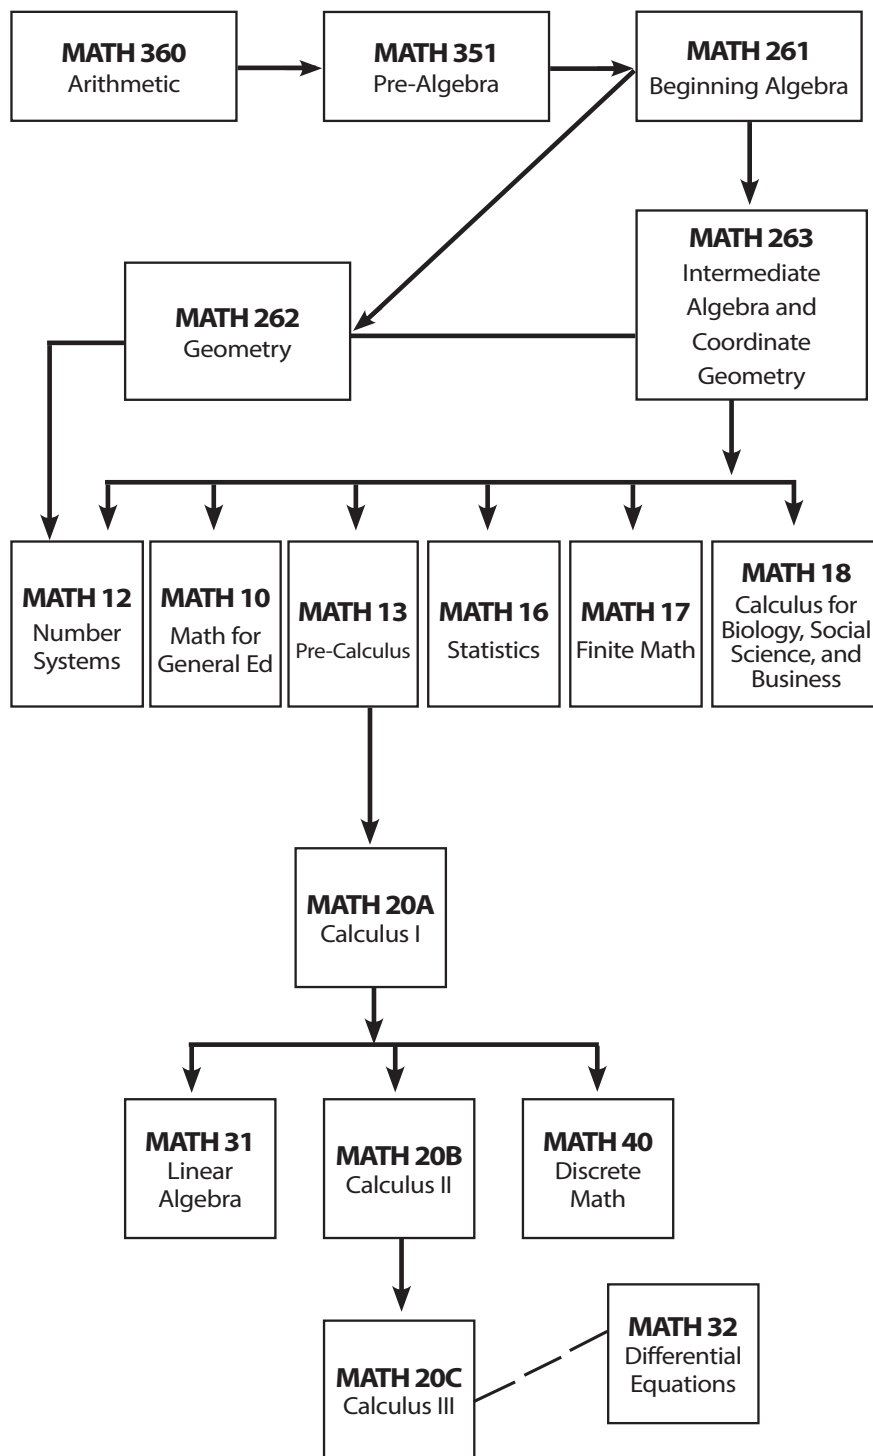 MATH 360
Arithmetic
MATH 351
Pre-Algebra
MATH 261
Beginning Algebra
MATH 263
Intermediate
Algebra and
Coordinate
Geometry
MATH 262
Geometry
MATH 12
Number
Systems
MATH 10
Math for
General Ed
MATH 13
Pre-Calculus
MATH 16
Statistics
MATH 17
Finite Math
MATH 18
Calculus for
Biology, Social
Science, and
Business
MATH 20A
Calculus I
MATH 31
Linear
Algebra
MATH 20B
Calculus II
MATH 40
Discrete
Math
MATH 20C
Calculus III
MATH 32
Differential
Equations